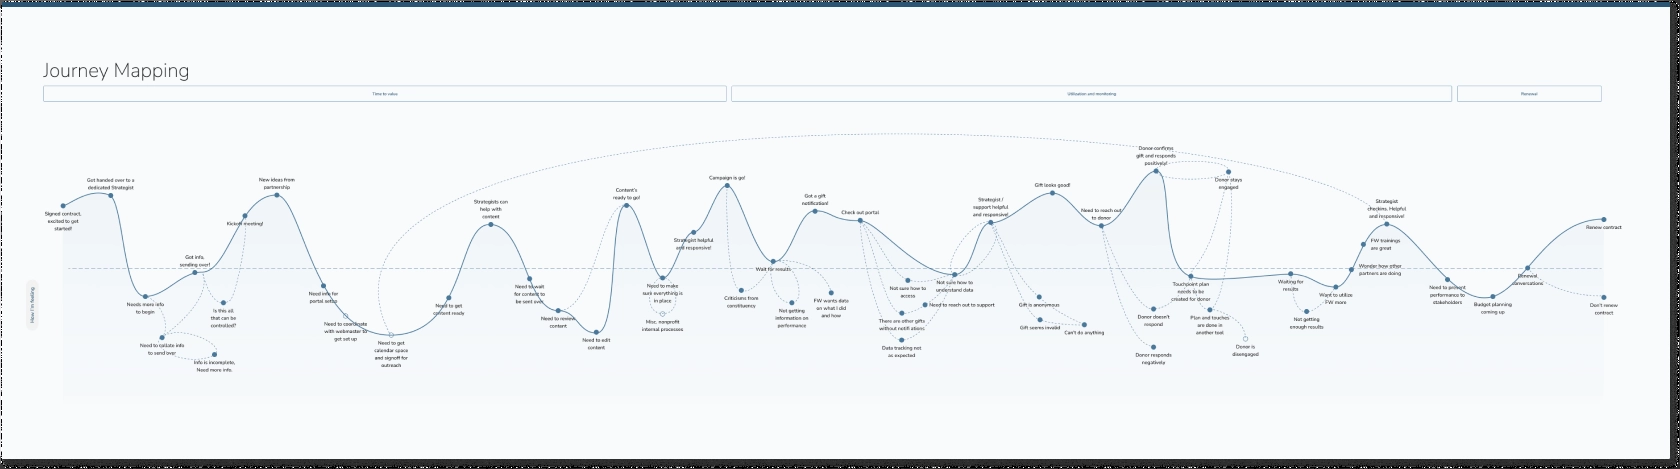 Journey Mapping
Time to value
Utilization and monitoring
Renewal
How I'm feeling
Signed contract,
excited to get
started!
Got handed over to a
dedicated Strategist
Needs more info
to begin
Need to collate info
to send over
Got info,
sending over!
Info is incomplete,
Need more info
Is this all
that can be
controlled?
Kickoff meeting!
New ideas from
partnership
Need info for
portal setup
Need to coordinate
with webmaster to
get set up
Need to get
calendar space
and signoff for
outreach
Need to get
content ready
Strategists can
help with
content
Need to wait
for content to
be sent over
Need to review
content
Need to edit
content
Content's
ready to go!
Need to make
sure everything is
in place
Misc. nonprofit
internal processes
Strategist helpful
and responsive!
Campaign is go!
Criticisms from
constituency
Wait for results
Not getting
information on
performance
Got a gift
notification!
FW wants data
on what I did
and how
Check out portal
Not sure how to
access
There are other gifts
without notifications
Data tracking not
as expected
Need to reach out to support
Not sure how to
understand data
Strategist /
support helpful
and responsive!
Gift is anonymous
Gift seems invalid
Can't do anything
Gift looks good!
Need to reach out
to donor
Donor doesn't
respond
Donor responds
negatively
Donor confirms
gift and responds
positively!
Donor stays
engaged
Touchpoint plan
needs to be
created for donor
Plan and touches
are done in
another tool
Donor is
disengaged
Waiting for
results
Not getting
enough results
Want to utilize
FW more
Wonder how other
partners are doing
FW trainings
are great
Strategist
checkins. Helpful
and responsive!
Need to present
performance to
stakeholders
Budget planning
coming up
Renewal
conversations
Renew contract
Don't renew
contract